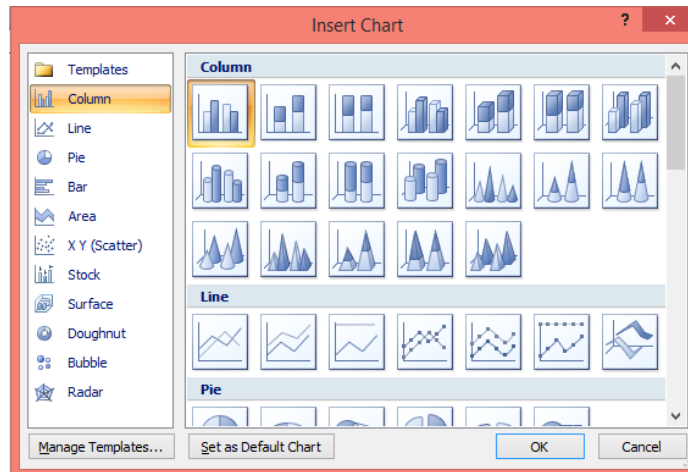 Insert Chart
?
×
Templates
Column
Line
Pie
Bar
Area
X Y (Scatter)
Stock
Surface
Doughnut
Bubble
Radar
Column
Line
Pie
Manage Templates...
Set as Default Chart
OK
Cancel